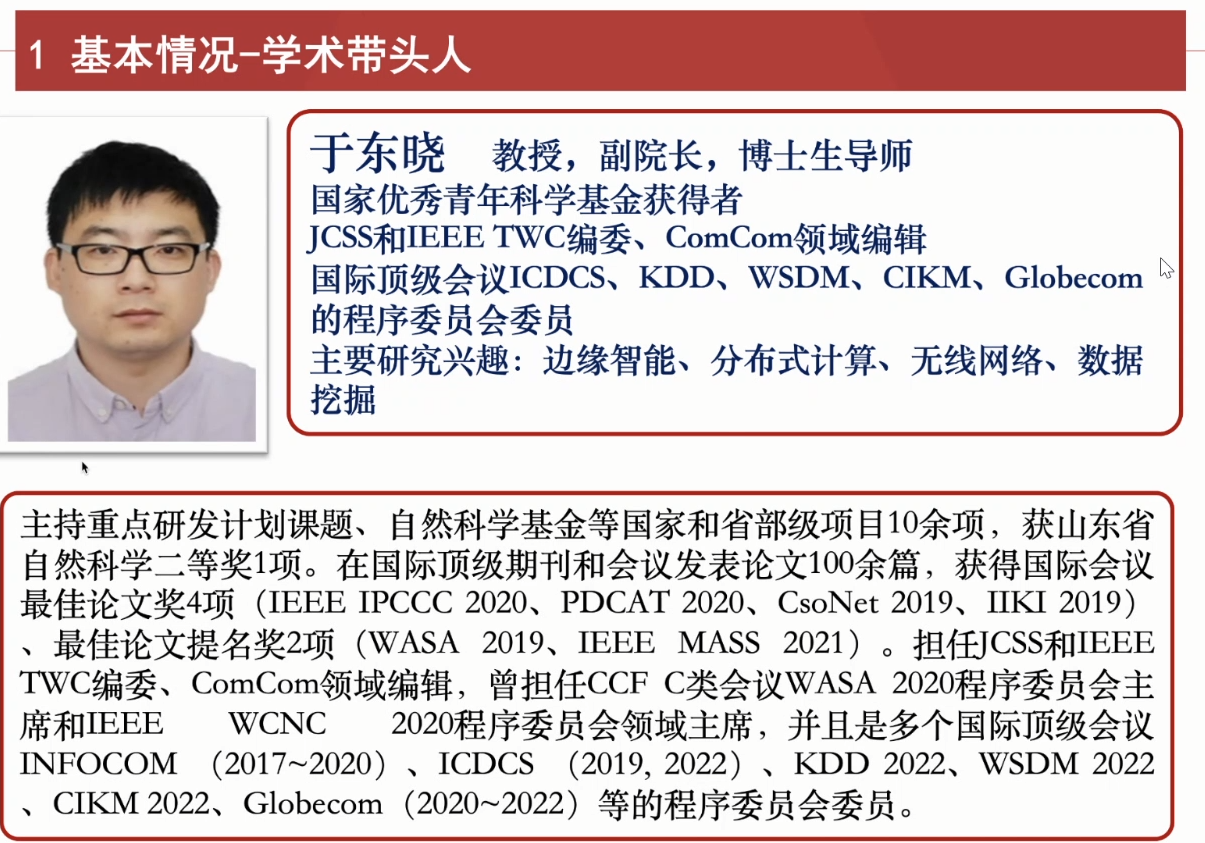 1 基本情况-学术带头人
于东晓 教授，副院长，博士生导师
国家优秀青年科学基金获得者
JCSS和IEEE TWC编委、ComCom领域编辑
国际顶级会议ICDCS、KDD、WSDM、CIKM、Globecom
的程序委员会委员
主要研究兴趣：边缘智能、分布式计算、无线网络、数据
挖掘
主持重点研发计划课题、自然科学基金等国家和省部级项目10余项，获山东省
自然科学二等奖1项。在国际顶级期刊和会议发表论文100余篇，获得国际会议
最佳论文奖4项（IEEE IPCCC 2020、PDCAT 2020、CsoNet 2019、IIKI 2019）
、最佳论文提名奖2项（WASA 2019、IEEE MASS 2021）。担任JCSS和IEEE
TWC编委、ComCom领域编辑，曾担任CCF C类会议WASA 2020程序委员会主
席和IEEE WCNC 2020程序委员会领域主席，并且是多个国际顶级会议
INFOCOM （2017~2020）、ICDCS （2019, 2022）、KDD 2022、WSDM 2022
、CIKM 2022、Globecom（2020~2022）等的程序委员会委员。